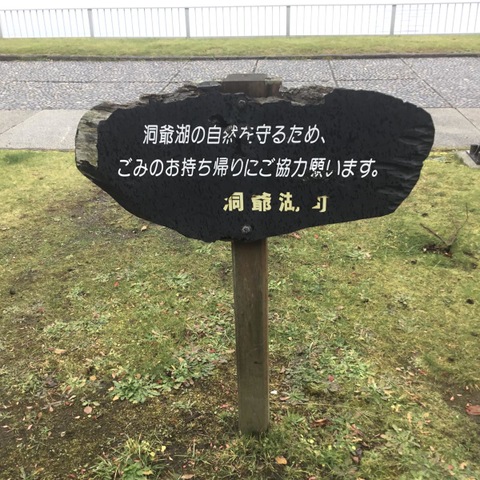 洞爺湖の自然を守るため、
ごみのお持ち帰りにご協力願います。
洞爺湖町